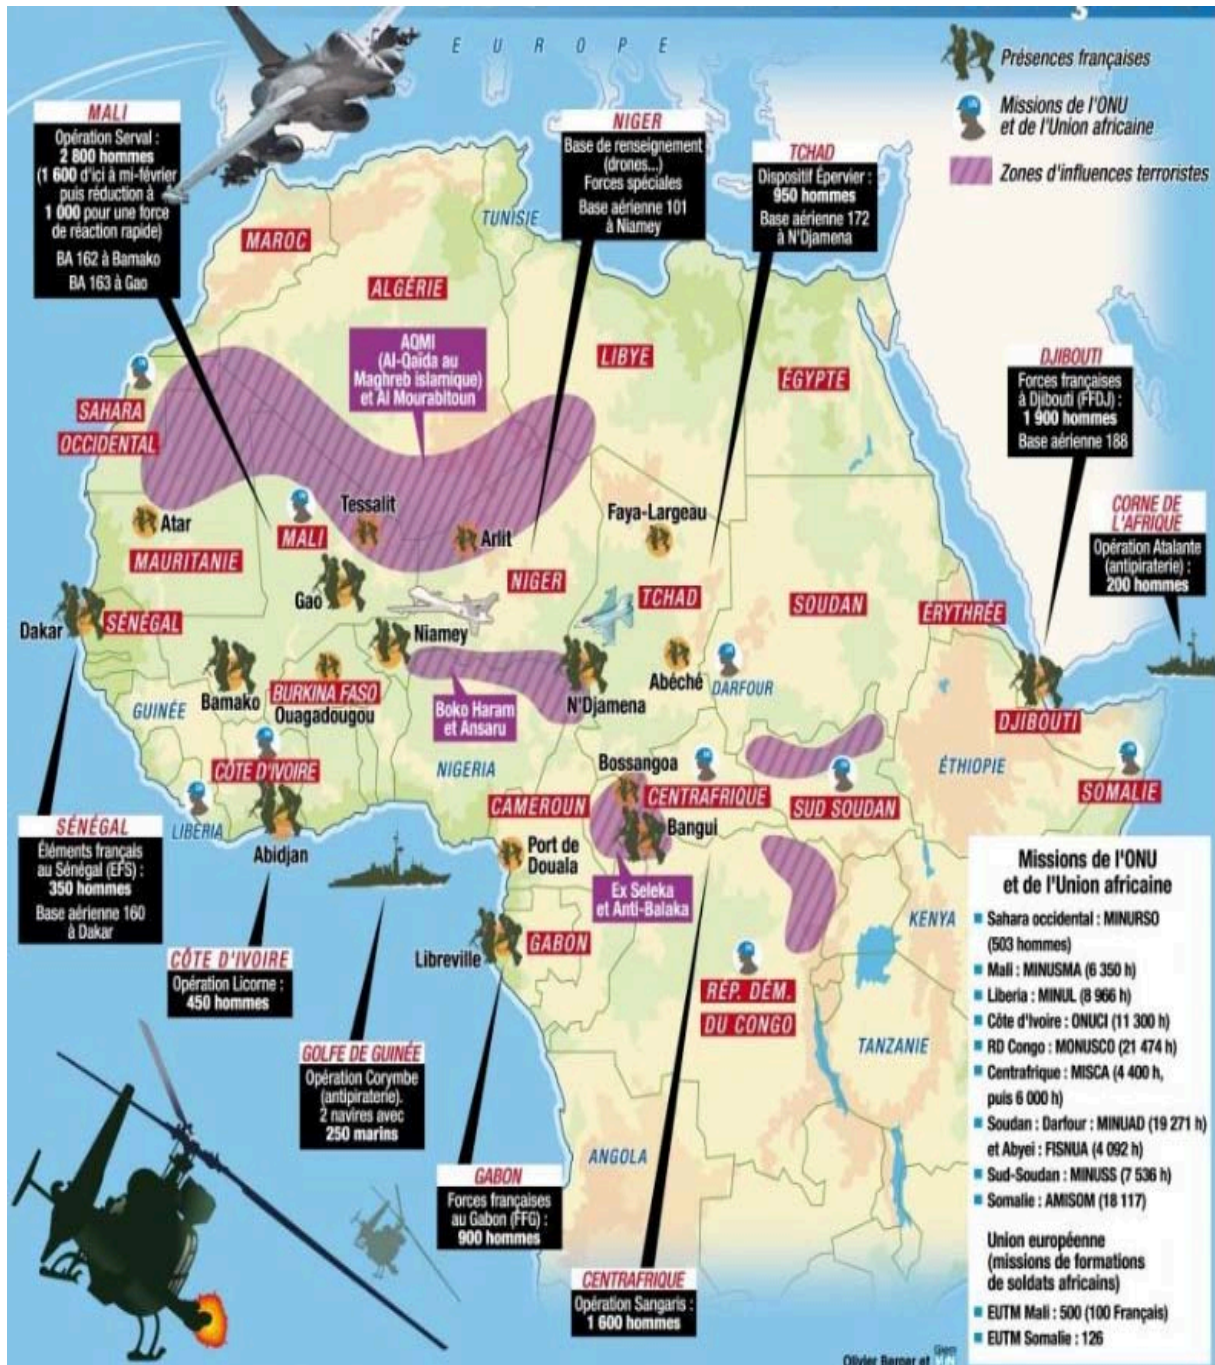 EUROPE
Présences françaises
Missions de l'ONU
et de l'Union africaine
Zones d'influences terroristes
MALI
Opération Serval :
2 800 hommes
(1 600 d'ici à mi-février
puis réduction à
1 000 pour une force
de réaction rapide)
BA 162 à Bamako
BA 163 à Gao
NIGER
Base de renseignement
(drones...)
Forces spéciales
Base aérienne 101
à Niamey
TCHAD
Dispositif Épervier :
950 hommes
Base aérienne 172
à N'Djamena
TUNISIE
MAROC
ALGÉRIE
LIBYE
ÉGYPTE
AQMI
(Al-Qaïda au
Maghreb islamique)
et Al Mourabitoun
DJIBOUTI
Forces françaises
à Djibouti (FFDJ) :
1 900 hommes
Base aérienne 188
SAHARA
OCCIDENTAL
CORNE DE
L'AFRIQUE
Opération Atalante
(antipiraterie) :
200 hommes
Atar
Tessalit
Arlit
Faya-Largeau
MALI
MAURITANIE
NIGER
TCHAD
SOUDAN
ERYTHRÉE
Gao
Dakar
SÉNÉGAL
Niamey
Bamako
BURKINA FASO
Ouagadougou
N'Djamena
Abéché
DARFOUR
GUINÉE
Boko Haram
et Ansaru
DJIBOUTI
CÔTE D'IVOIRE
NIGERIA
Bossangoa
CENTRAFRIQUE
ÉTHIOPIE
SOMALIE
CAMEROUN
SUD SOUDAN
LIBÉRIA
Abidjan
Port de
Douala
Bangui
SÉNÉGAL
Éléments français
au Sénégal (EFS) :
350 hommes
Base aérienne 160
à Dakar
Ex Seleka
et Anti-Balaka
KENYA
Libreville
GABON
CÔTE D'IVOIRE
Opération Licorne :
450 hommes
RÉP. DÉM.
DU CONGO
TANZANIE
GOLFE DE GUINÉE
Opération Corymbe
(antipiraterie).
2 navires avec
250 marins
ANGOLA
GABON
Forces françaises
au Gabon (FFG) :
900 hommes
CENTRAFRIQUE
Opération Sangaris :
1 600 hommes
Missions de l'ONU
et de l'Union africaine
Sahara occidental : MINURSO
(503 hommes)
Mali : MINUSMA (6 350 h)
Liberia : MINUL (8 966 h)
Côte d'Ivoire : ONUCI (11 300 h)
RD Congo : MONUSCO (21 474 h)
Centrafrique : MISCA (4 400 h,
puis 6 000 h)
Soudan : Darfour : MINUAD (19 271 h)
et Abyei : FISNUA (4 092 h)
Sud-Soudan : MINUSS (7 536 h)
Somalie : AMISOM (18 117)
Union européenne
(missions de formations
de soldats africains)
EUTM Mali : 500 (100 Français)
EUTM Somalie : 126
Olivier Berger et